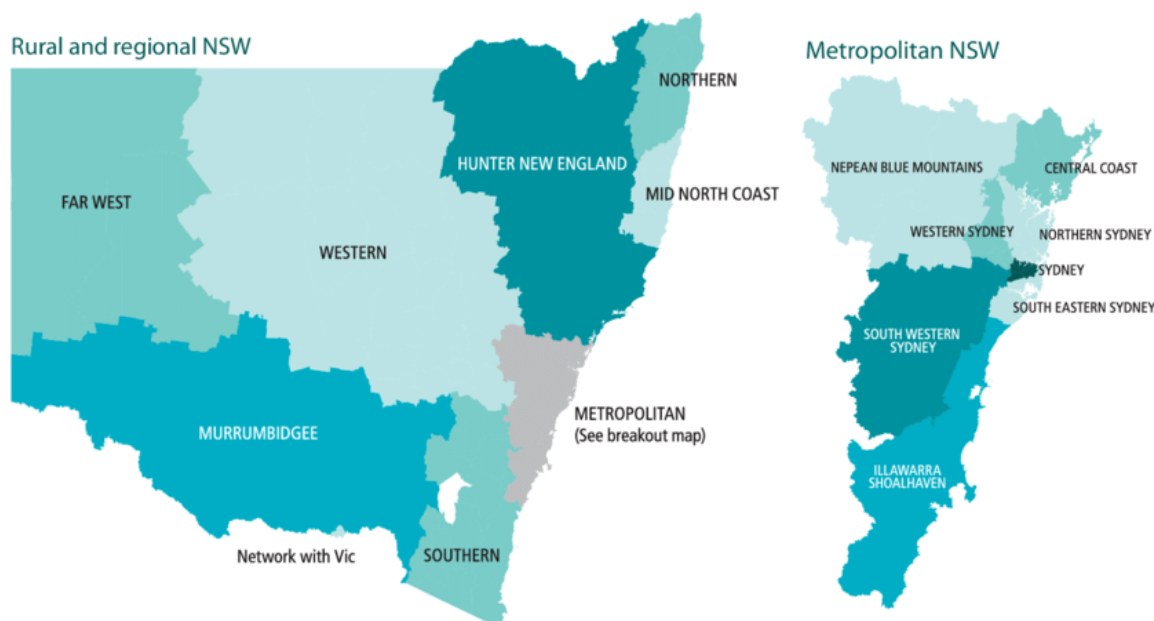 Rural and regional NSW
NORTHERN
HUNTER NEW ENGLAND
MID NORTH COAST
FAR WEST
WESTERN
METROPOLITAN
(See breakout map)
MURRUMBIDGEE
Network with Vic
SOUTHERN
Metropolitan NSW
NEPEAN BLUE MOUNTAINS
CENTRAL COAST
WESTERN SYDNEY
NORTHERN SYDNEY
SYDNEY
SOUTH EASTERN SYDNEY
SOUTH WESTERN
SYDNEY
ILLAWARRA
SHOALHAVEN